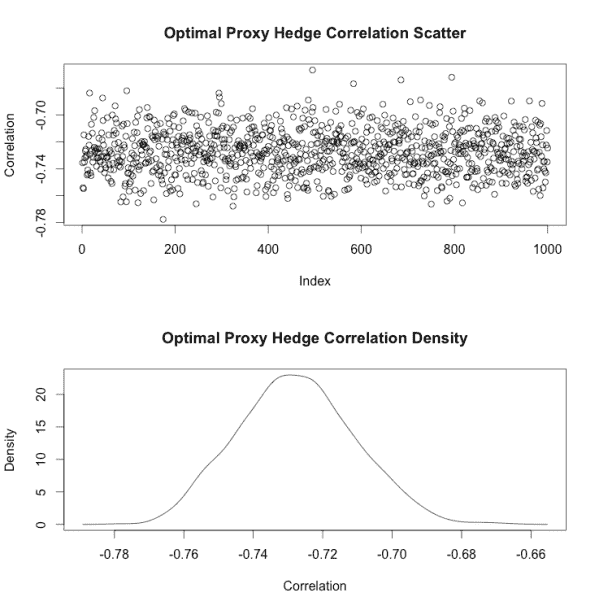 Optimal Proxy Hedge Correlation Scatter
Correlation
-0.70
-0.74
-0.78
0 200 400 600 800 1000
Index
Optimal Proxy Hedge Correlation Density
Density
20
15
10
5
0
-0.78 -0.76 -0.74 -0.72 -0.70 -0.68 -0.66
Correlation